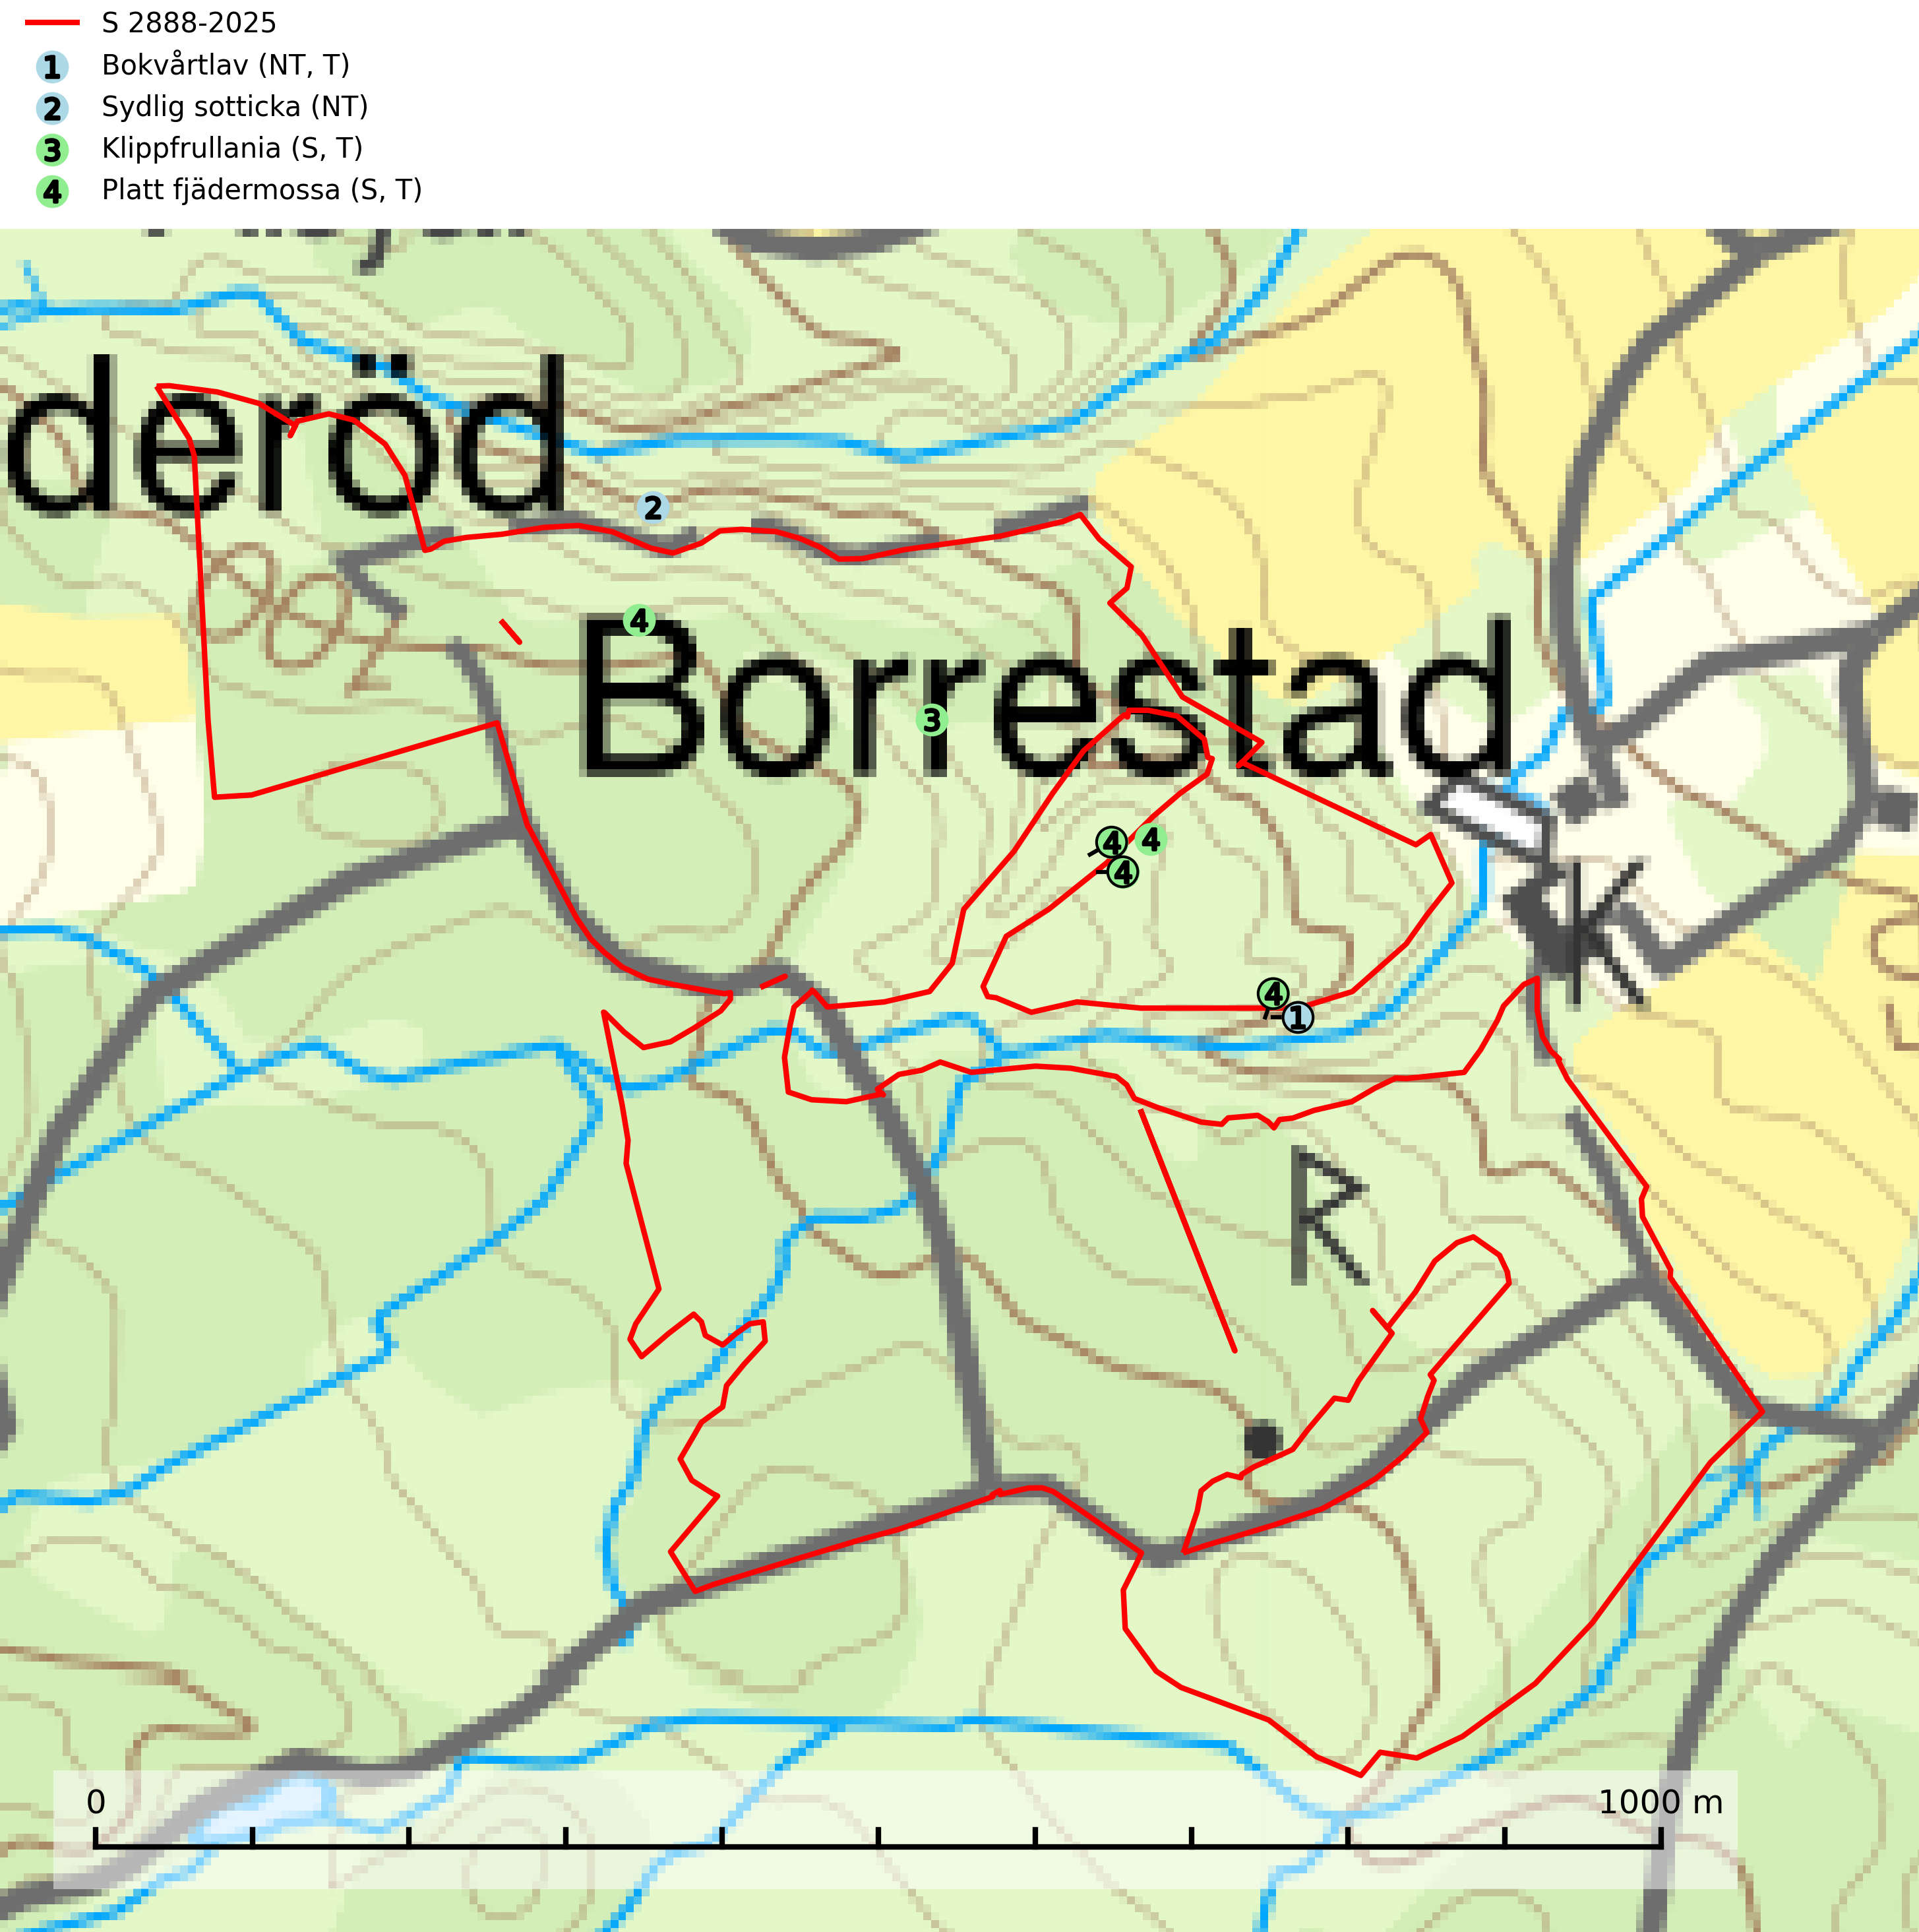 S 2888-2025
1 Bokvårtlav (NT, T)
2 Sydlig sotticka (NT)
3 Klippfrullania (S, T)
4 Platt fjädermossa (S, T)
deröd
2
4
Borrestad
3
4 4
4
K
4
1
R
0 1000 m